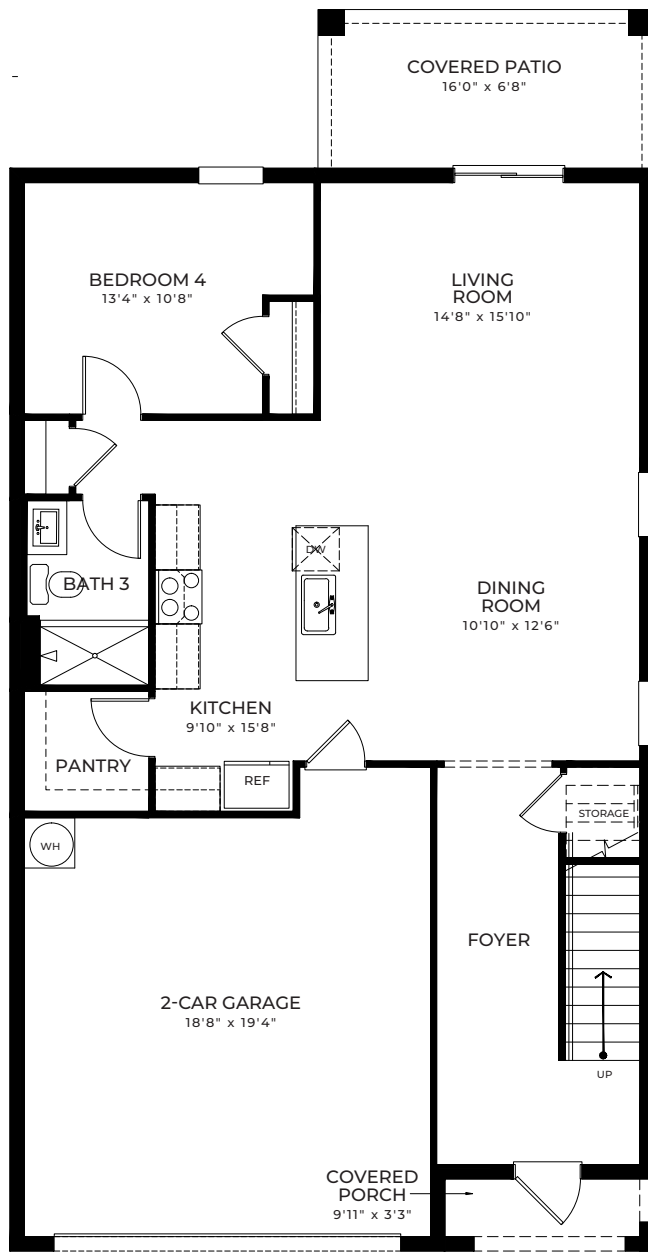 COVERED PATIO
16'0" x 6'8"
BEDROOM 4
13'4" x 10'8"
LIVING
ROOM
14'8" x 15'10"
DW
BATH 3
DINING
ROOM
10'10" x 12'6"
KITCHEN
9'10" x 15'8"
PANTRY
REF
STORAGE
WH
FOYER
2-CAR GARAGE
18'8" x 19'4"
UP
COVERED
PORCH
9'11" x 3'3"